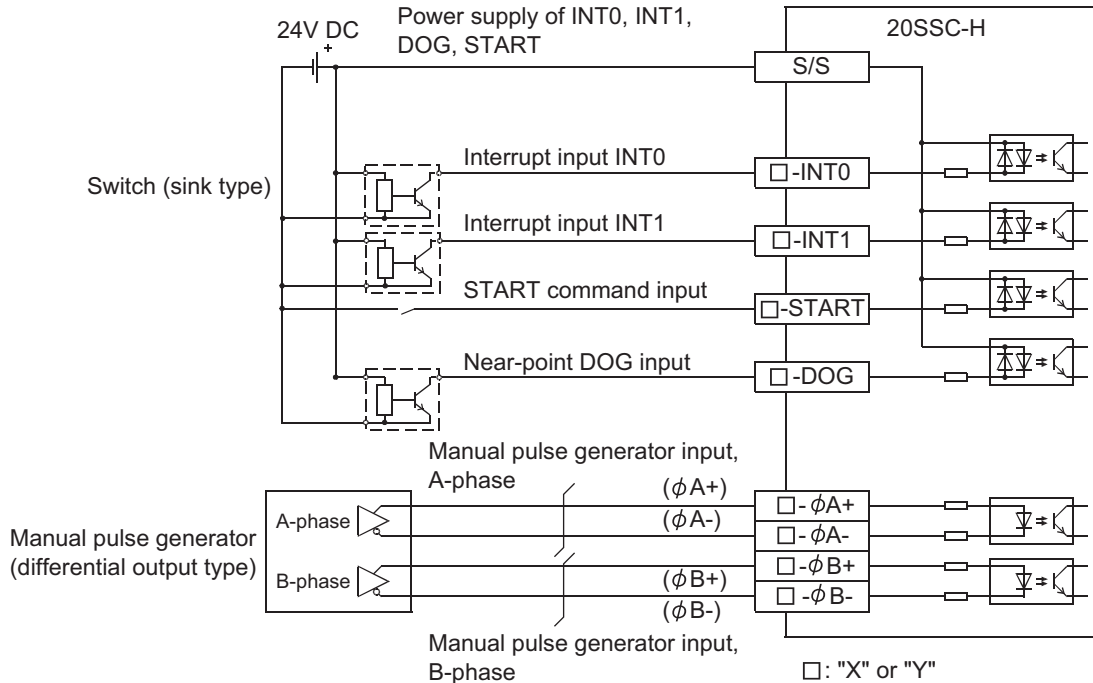 24V DC
+
Power supply of INT0, INT1,
DOG, START
20SSC-H
S/S
Switch (sink type)
Interrupt input INT0
□-INT0
Interrupt input INT1
□-INT1
START command input
□-START
Near-point DOG input
□-DOG
Manual pulse generator input,
A-phase
(ϕA+)
□-ϕA+
(ϕA-)
□-ϕA-
Manual pulse generator
(differential output type)
A-phase
B-phase
□-ϕB+
(ϕB+)
□-ϕB-
(ϕB-)
Manual pulse generator input,
B-phase
□: "X" or "Y"